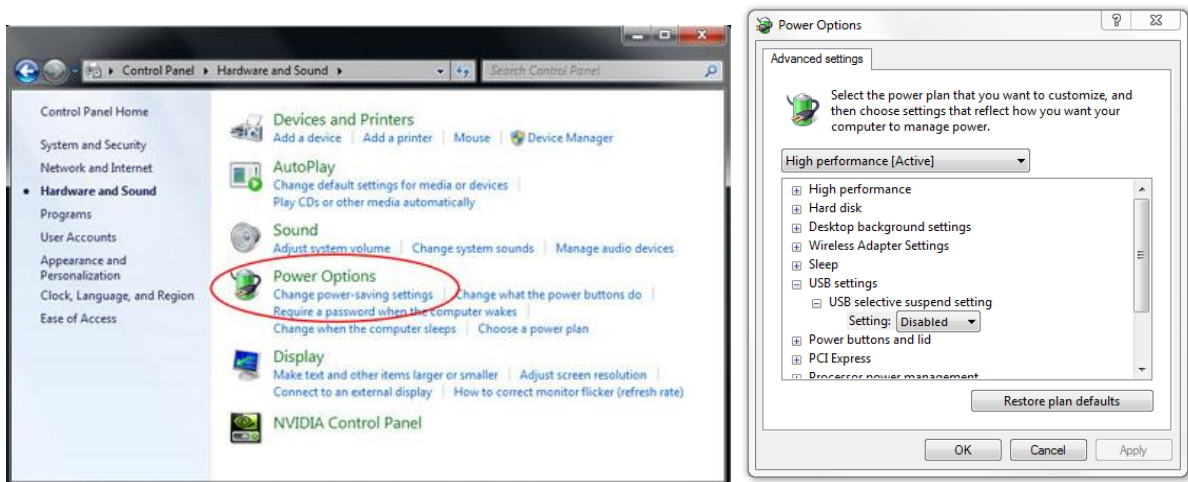 Control Panel ▸ Hardware and Sound ▸
Search Control Panel
Control Panel Home
System and Security
Network and Internet
Hardware and Sound
Programs
User Accounts
Appearance and
Personalization
Clock, Language, and Region
Ease of Access
Devices and Printers
Add a device | Add a printer | Mouse | Device Manager
AutoPlay
Change default settings for media or devices |
Play CDs or other media automatically
Sound
Adjust system volume | Change system sounds | Manage audio devices
Power Options
Change power-saving settings | Change what the power buttons do |
Require a password when the computer wakes |
Change when the computer sleeps | Choose a power plan
Display
Make text and other items larger or smaller | Adjust screen resolution |
Connect to an external display | How to correct monitor flicker (refresh rate)
NVIDIA Control Panel
Power Options
Advanced settings
Select the power plan that you want to customize, and
then choose settings that reflect how you want your
computer to manage power.
High performance [Active]
High performance
Hard disk
Desktop background settings
Wireless Adapter Settings
Sleep
USB settings
USB selective suspend setting
Setting: Disabled
Power buttons and lid
PCI Express
Processor power management
Restore plan defaults
OK Cancel Apply